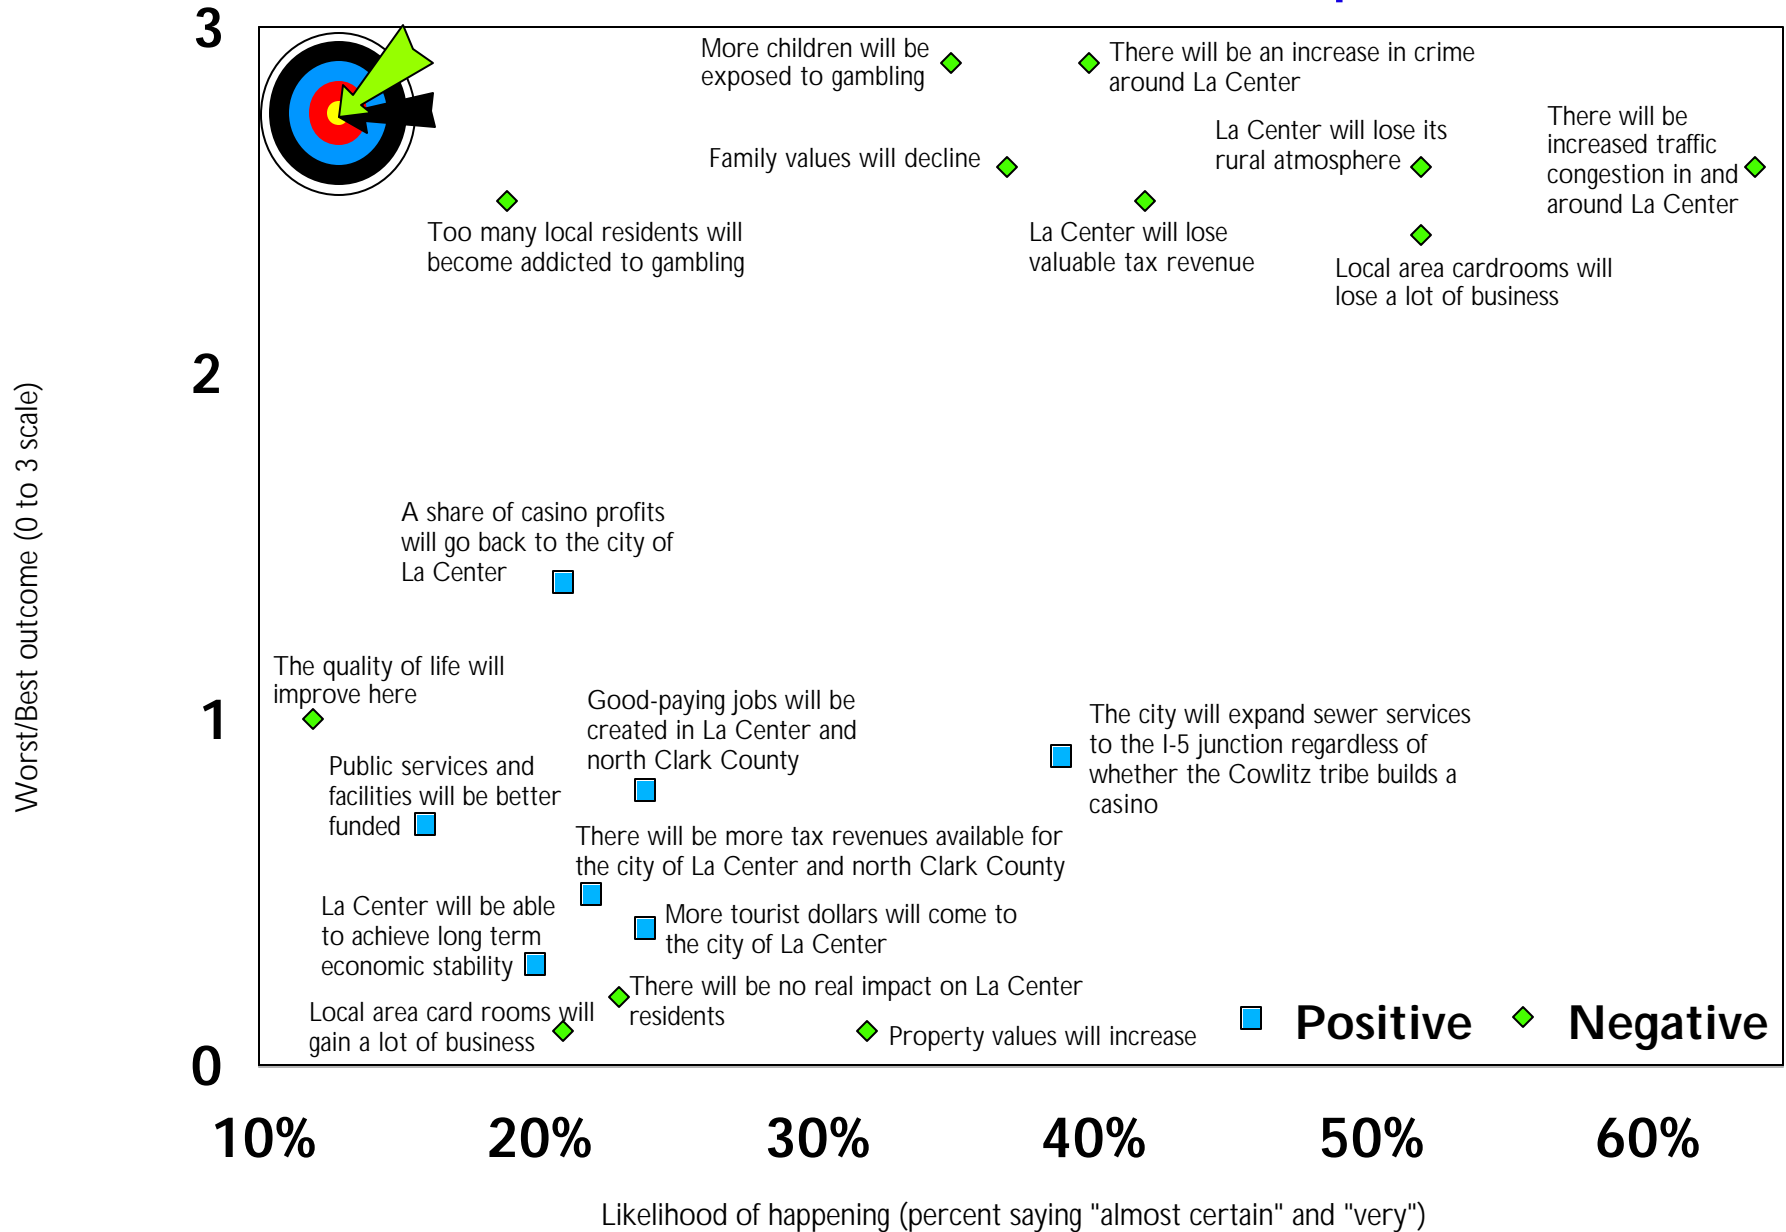 3
More children will be
exposed to gambling
There will be an increase in crime
around La Center
There will be
increased traffic
congestion in and
around La Center
La Center will lose its
rural atmosphere
Family values will decline
Too many local residents will
become addicted to gambling
La Center will lose
valuable tax revenue
Local area cardrooms will
lose a lot of business
2
Worst/Best outcome (0 to 3 scale)
A share of casino profits
will go back to the city of
La Center
The quality of life will
improve here
1
Good-paying jobs will be
created in La Center and
north Clark County
The city will expand sewer services
to the I-5 junction regardless of
whether the Cowlitz tribe builds a
casino
Public services and
facilities will be better
funded
There will be more tax revenues available for
the city of La Center and north Clark County
La Center will be able
to achieve long term
economic stability
More tourist dollars will come to
the city of La Center
There will be no real impact on La Center
residents
Local area card rooms will
gain a lot of business
Property values will increase
Positive
Negative
0
10% 20% 30% 40% 50% 60%
Likelihood of happening (percent saying "almost certain" and "very")